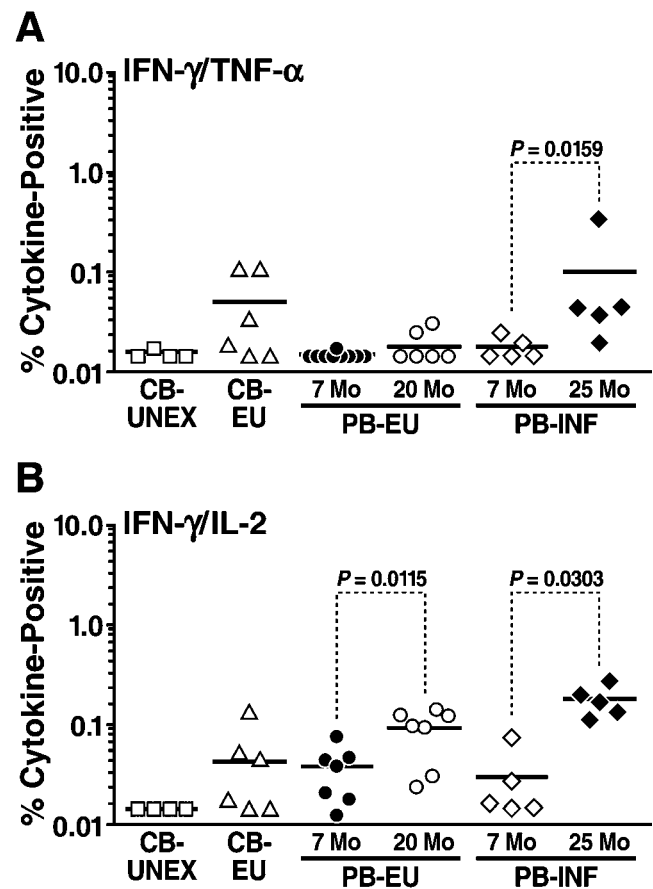 A
IFN-γ/TNF-α
% Cytokine-Positive
10.0
1.0
0.1
0.01
P = 0.0159
CB-
UNEX
CB-
EU
7 Mo
20 Mo
7 Mo
25 Mo
PB-EU
PB-INF
B
IFN-γ/IL-2
% Cytokine-Positive
10.0
1.0
0.1
0.01
P = 0.0115
P = 0.0303
CB-
UNEX
CB-
EU
7 Mo
20 Mo
7 Mo
25 Mo
PB-EU
PB-INF